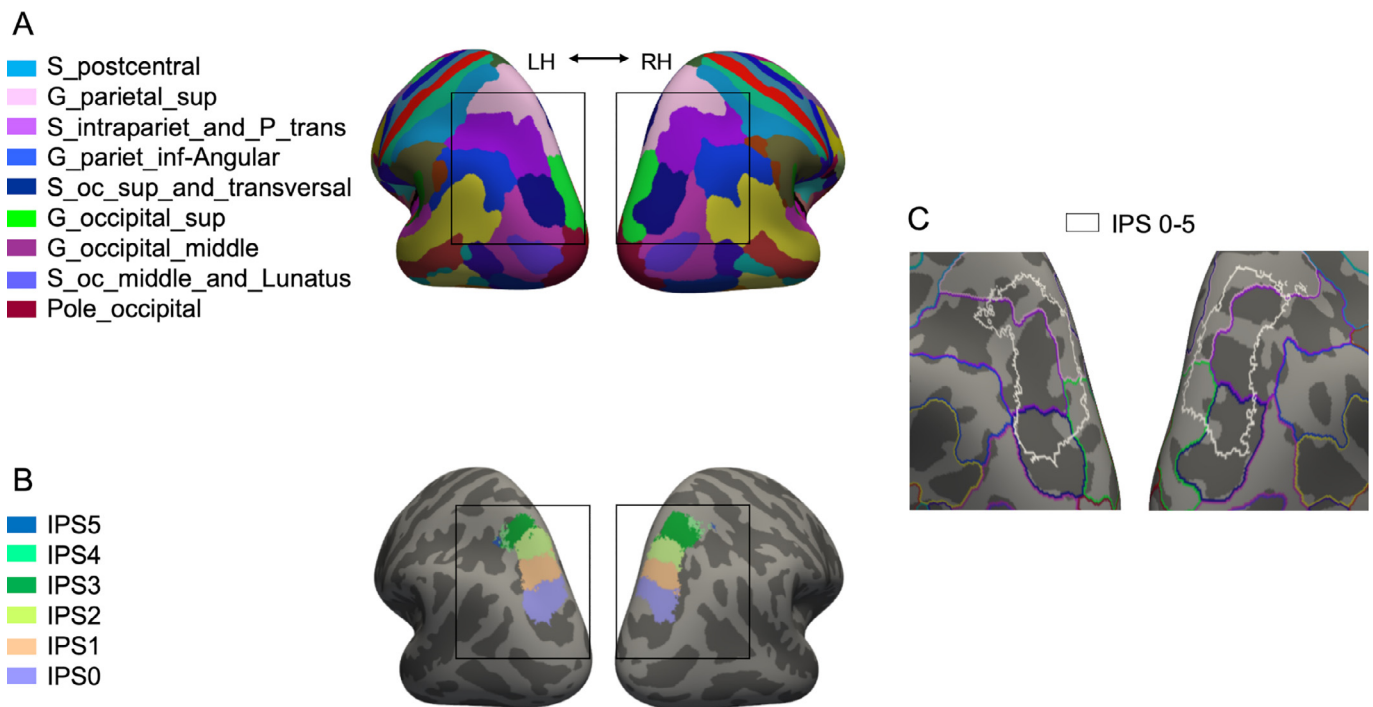 A
S_postcentral
G_parietal_sup
S_intrapariet_and_P_trans
G_pariet_inf-Angular
S_oc_sup_and_transversal
G_occipital_sup
G_occipital_middle
S_oc_middle_and_Lunatus
Pole_occipital
LH RH
B
IPS5
IPS4
IPS3
IPS2
IPS1
IPS0
C
IPS 0-5